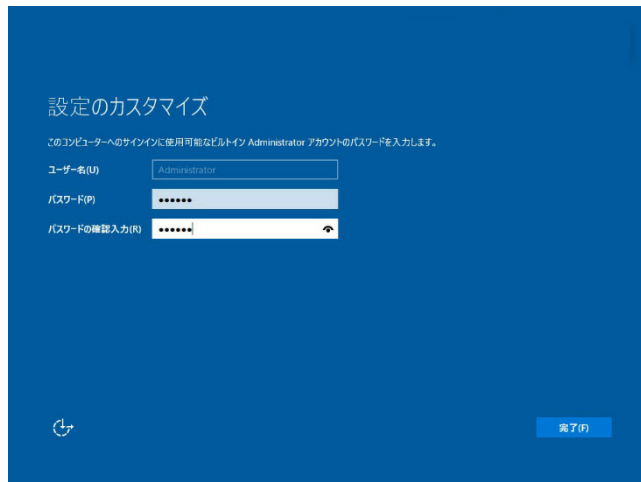 設定のカスタマイズ
このコンピューターへのサインインに使用可能なビルトイン Administrator アカウントのパスワードを入力します。
ユーザー名(U) Administrator
パスワード(P) ●●●●●●
パスワードの確認入力(R) ●●●●●●
完了(F)